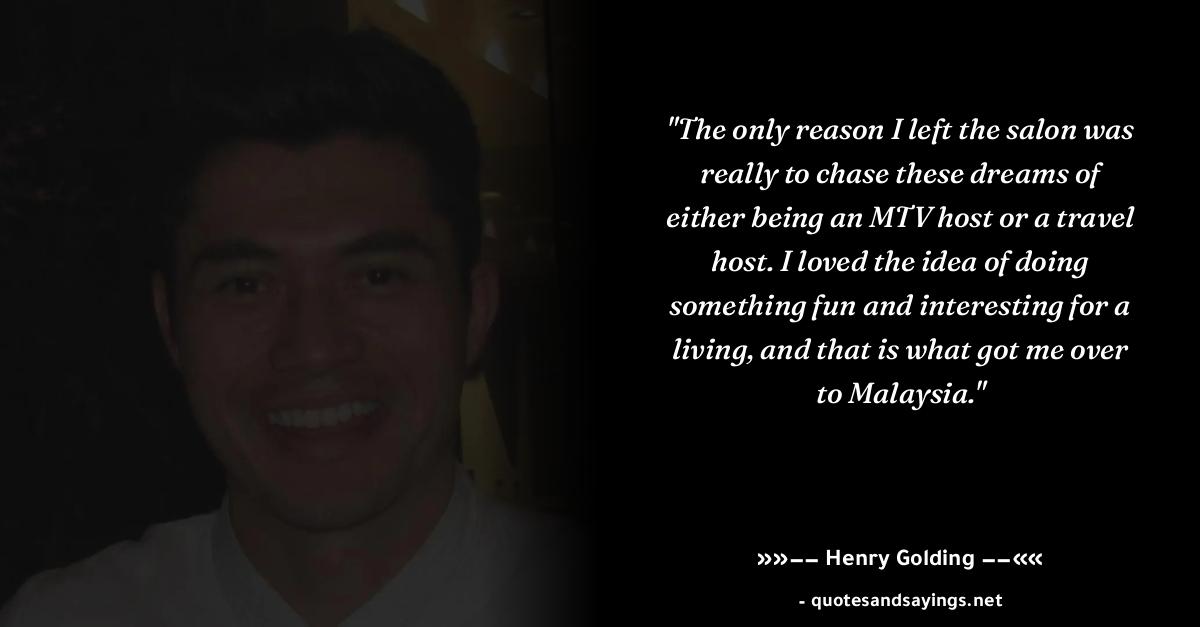 "The only reason I left the salon was
really to chase these dreams of
either being an MTV host or a travel
host. I loved the idea of doing
something fun and interesting for a
living, and that is what got me over
to Malaysia."
»»−− Henry Golding −−««
- quotesandsayings.net